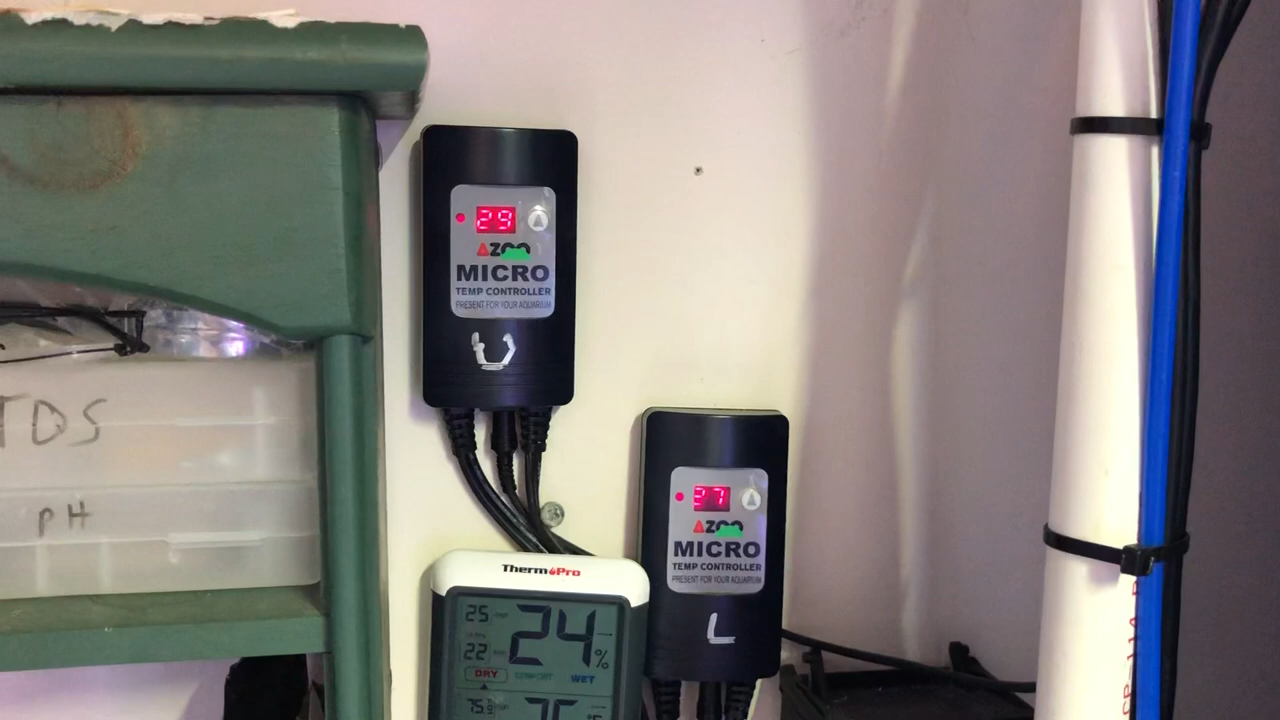 29
AZOO
MICRO
TEMP CONTROLLER
PRESENT FOR YOUR AQUARIUM
U
TDS
PH
27
AZOO
MICRO
TEMP CONTROLLER
PRESENT FOR YOUR AQUARIUM
L
ThermoPro
25
24%
22
DRY COMFORT WET